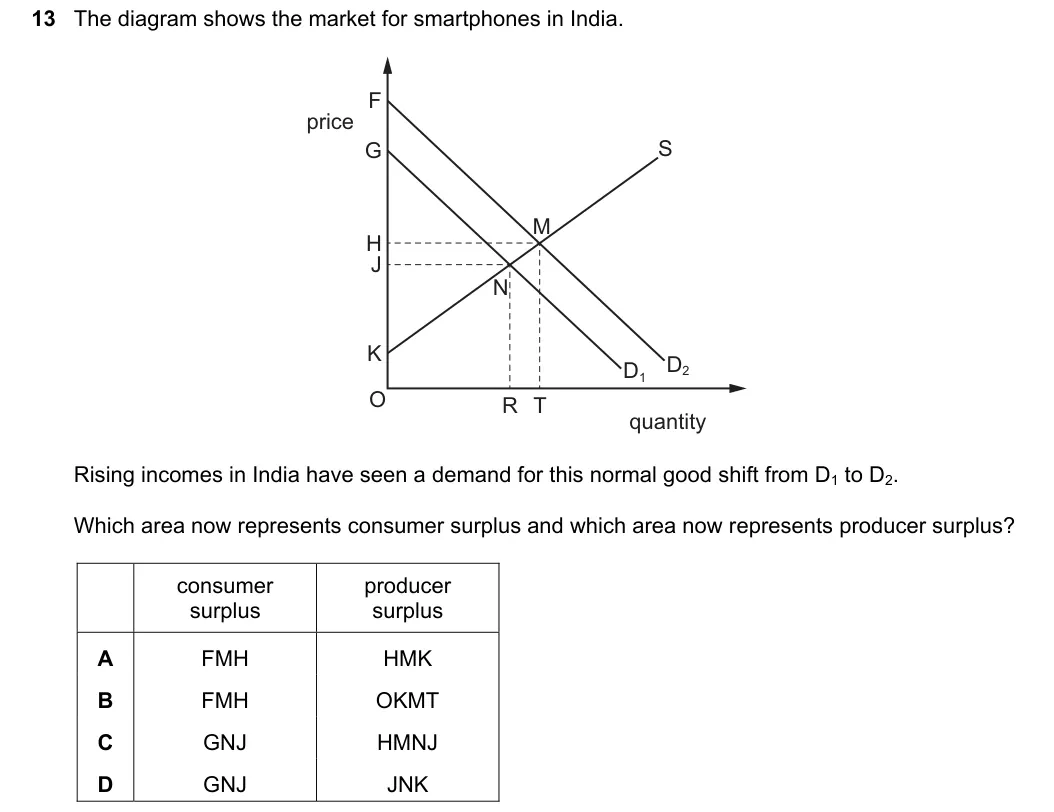 13 The diagram shows the market for smartphones in India.
F
price
G
S
M
H
J
N
K
D1
D2
O
R T
quantity
Rising incomes in India have seen a demand for this normal good shift from D1 to D2.
Which area now represents consumer surplus and which area now represents producer surplus?
consumer surplus
producer surplus
A FMH HMK
B FMH OKMT
C GNJ HMNJ
D GNJ JNK